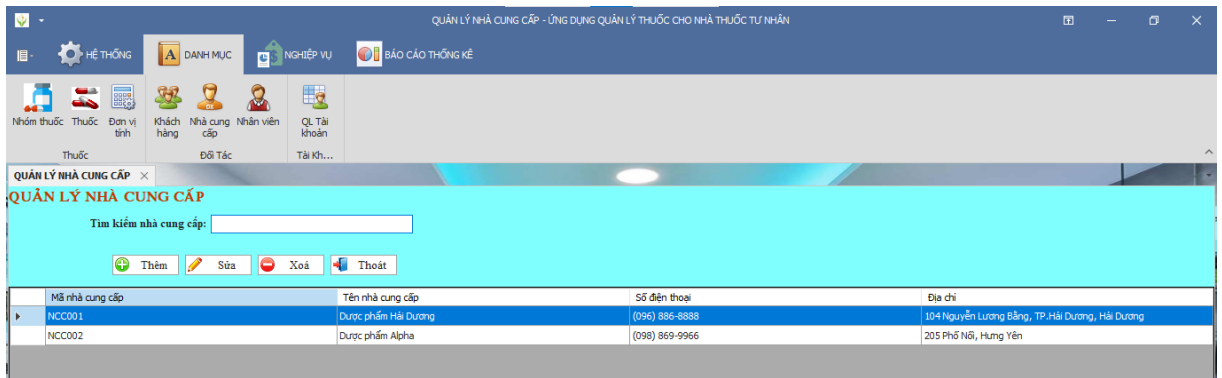 QUẢN LÝ NHÀ CUNG CẤP - ỨNG DỤNG QUẢN LÝ THUỐC CHO NHÀ THUỐC TƯ NHÂN
HỆ THỐNG DANH MỤC NGHIỆP VỤ BÁO CÁO THỐNG KÊ
Nhóm thuốc Thuốc Đơn vị tính Khách hàng Nhà cung cấp Nhân viên QL Tài khoản
Thuốc Đối Tác Tài Kh...
QUẢN LÝ NHÀ CUNG CẤP
QUẢN LÝ NHÀ CUNG CẤP
Tìm kiếm nhà cung cấp:
Thêm Sửa Xoá Thoát
Mã nhà cung cấp Tên nhà cung cấp Số điện thoại Địa chỉ
NCC001 Dược phẩm Hải Dương (096) 886-8888 104 Nguyễn Lương Bằng, TP.Hải Dương, Hải Dương
NCC002 Dược phẩm Alpha (098) 869-9966 205 Phố Nối, Hưng Yên